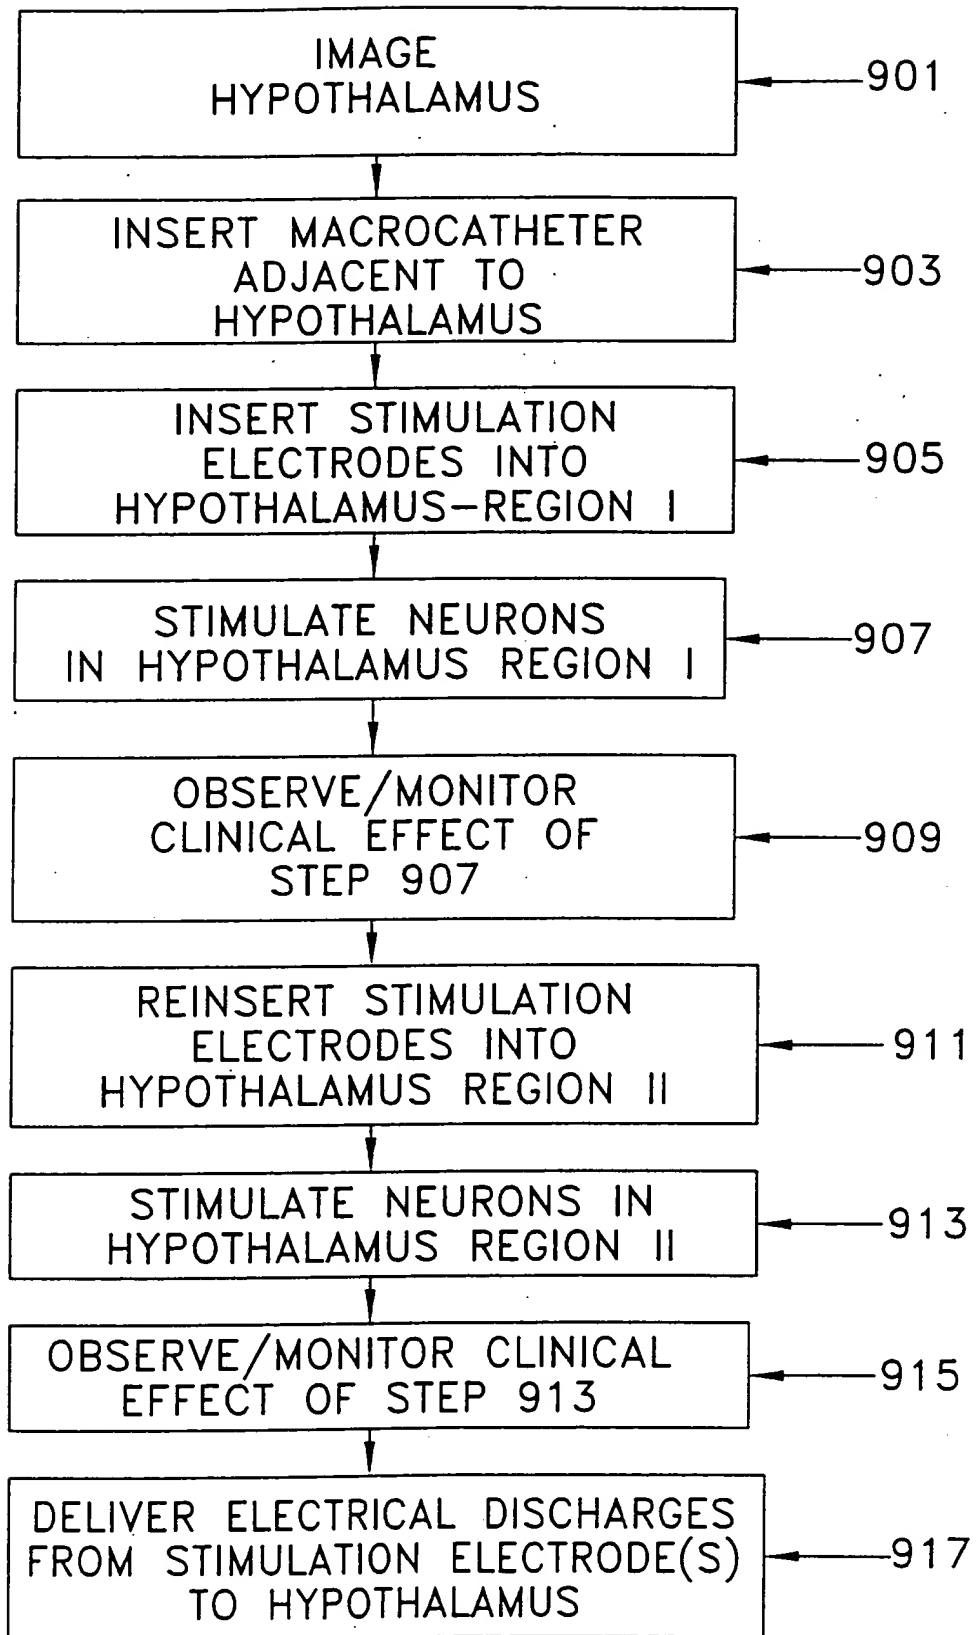 IMAGE
HYPOTHALAMUS
901
INSERT MACROCATHETER
ADJACENT TO
HYPOTHALAMUS
903
INSERT STIMULATION
ELECTRODES INTO
HYPOTHALAMUS-REGION I
905
STIMULATE NEURONS
IN HYPOTHALAMUS REGION I
907
OBSERVE/MONITOR
CLINICAL EFFECT OF
STEP 907
909
REINSERT STIMULATION
ELECTRODES INTO
HYPOTHALAMUS REGION II
911
STIMULATE NEURONS IN
HYPOTHALAMUS REGION II
913
OBSERVE/MONITOR CLINICAL
EFFECT OF STEP 913
915
DELIVER ELECTRICAL DISCHARGES
FROM STIMULATION ELECTRODE(S)
TO HYPOTHALAMUS
917